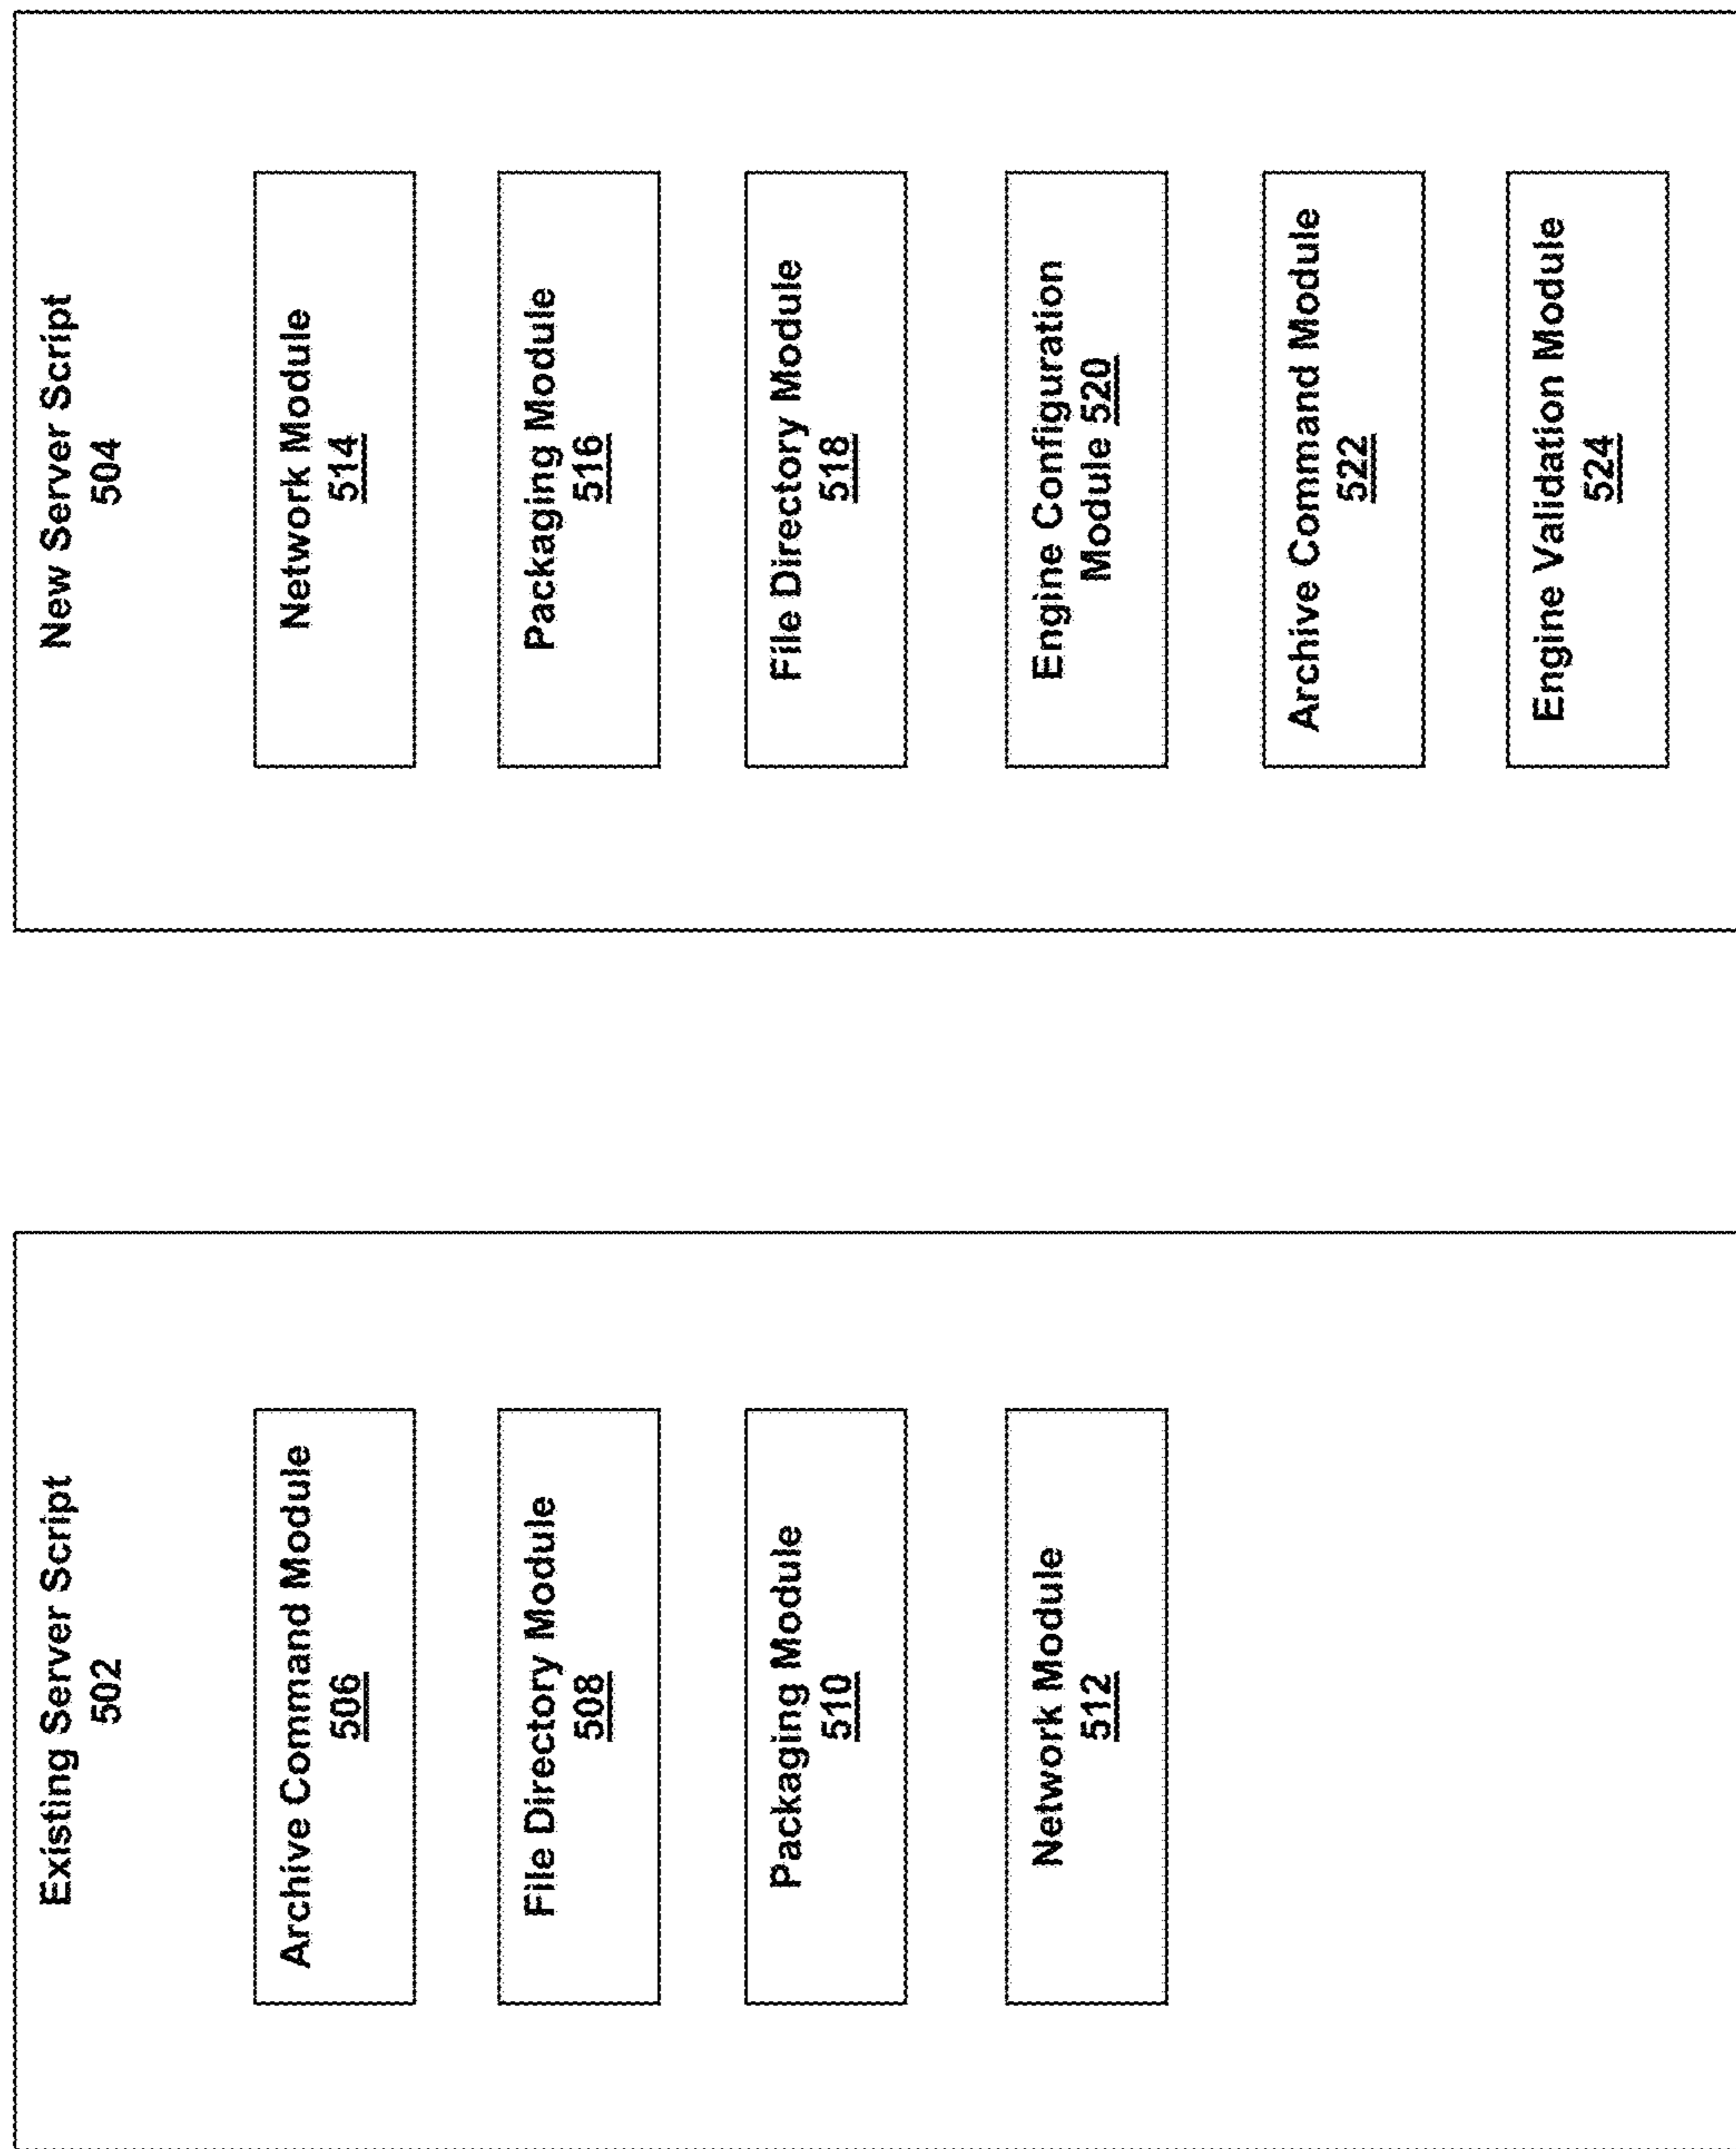 Existing Server Script
502
Archive Command Module
506
File Directory Module
508
Packaging Module
510
Network Module
512
New Server Script
504
Network Module
514
Packaging Module
516
File Directory Module
518
Engine Configuration
Module 520
Archive Command Module
522
Engine Validation Module
524